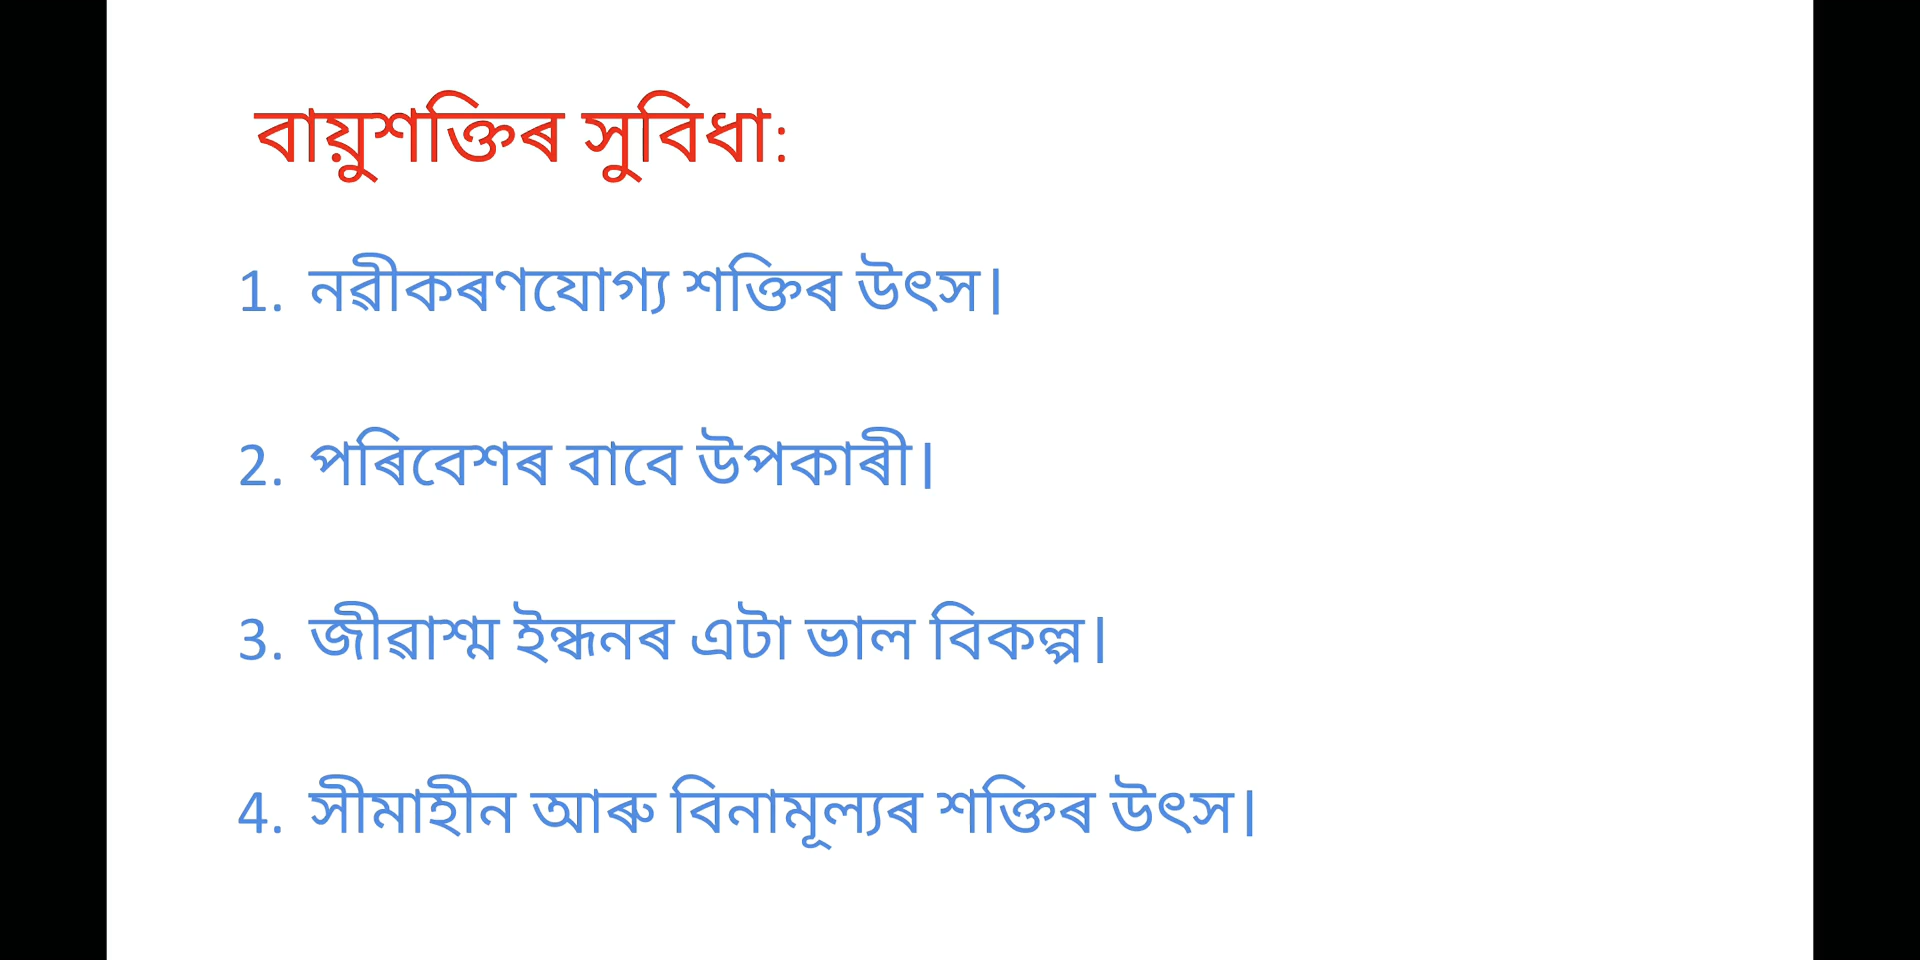 বায়ুশক্তিৰ সুবিধা:
1. নৱীকৰণযোগ্য শক্তিৰ উৎস।
2. পৰিবেশৰ বাবে উপকাৰী।
3. জীৱাশ্ম ইন্ধনৰ এটা ভাল বিকল্প।
4. সীমাহীন আৰু বিনামূল্যৰ শক্তিৰ উৎস।